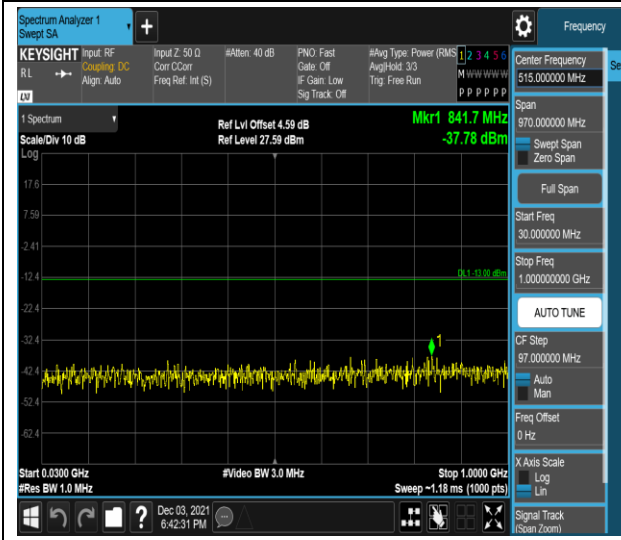 Spectrum Analyzer 1
Swept SA
+
Frequency
KEYSIGHT
RL
LXI
Input: RF
Coupling: DC
Align: Auto
Input Z: 50 Ω
Corr CCorr
Freq Ref: Int (S)
#Atten: 40 dB
PNO: Fast
Gate: Off
IF Gain: Low
Sig Track: Off
#Avg Type: Power (RMS
Avg|Hold: 3/3
Trig: Free Run
1 2 3 4 5 6
M W W W W W
P P P P P P
1 Spectrum
Scale/Div 10 dB
Log
Ref Lvl Offset 4.59 dB
Ref Level 27.59 dBm
Mkr1 841.7 MHz
-37.78 dBm
17.6
7.59
-2.41
-12.4
-22.4
-32.4
-42.4
-52.4
-62.4
DL1 -13.00 dBm
1
Start 0.0300 GHz
#Res BW 1.0 MHz
#Video BW 3.0 MHz
Stop 1.0000 GHz
Sweep ~1.18 ms (1000 pts)
?
Dec 03, 2021
6:42:31 PM
Center Frequency
515.000000 MHz
Se
Span
970.000000 MHz
Swept Span
Zero Span
Full Span
Start Freq
30.000000 MHz
Stop Freq
1.000000000 GHz
AUTO TUNE
CF Step
97.000000 MHz
Auto
Man
Freq Offset
0 Hz
X Axis Scale
Log
Lin
Signal Track
(Span Zoom)